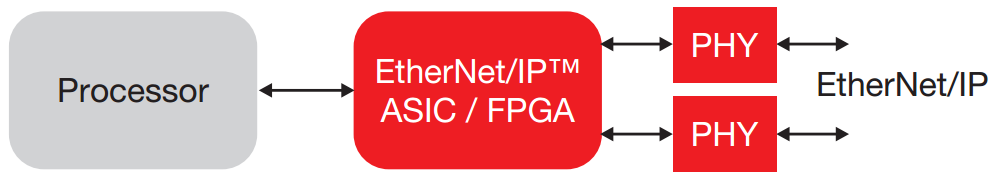 Processor
EtherNet/IP™
ASIC / FPGA
PHY
PHY
EtherNet/IP